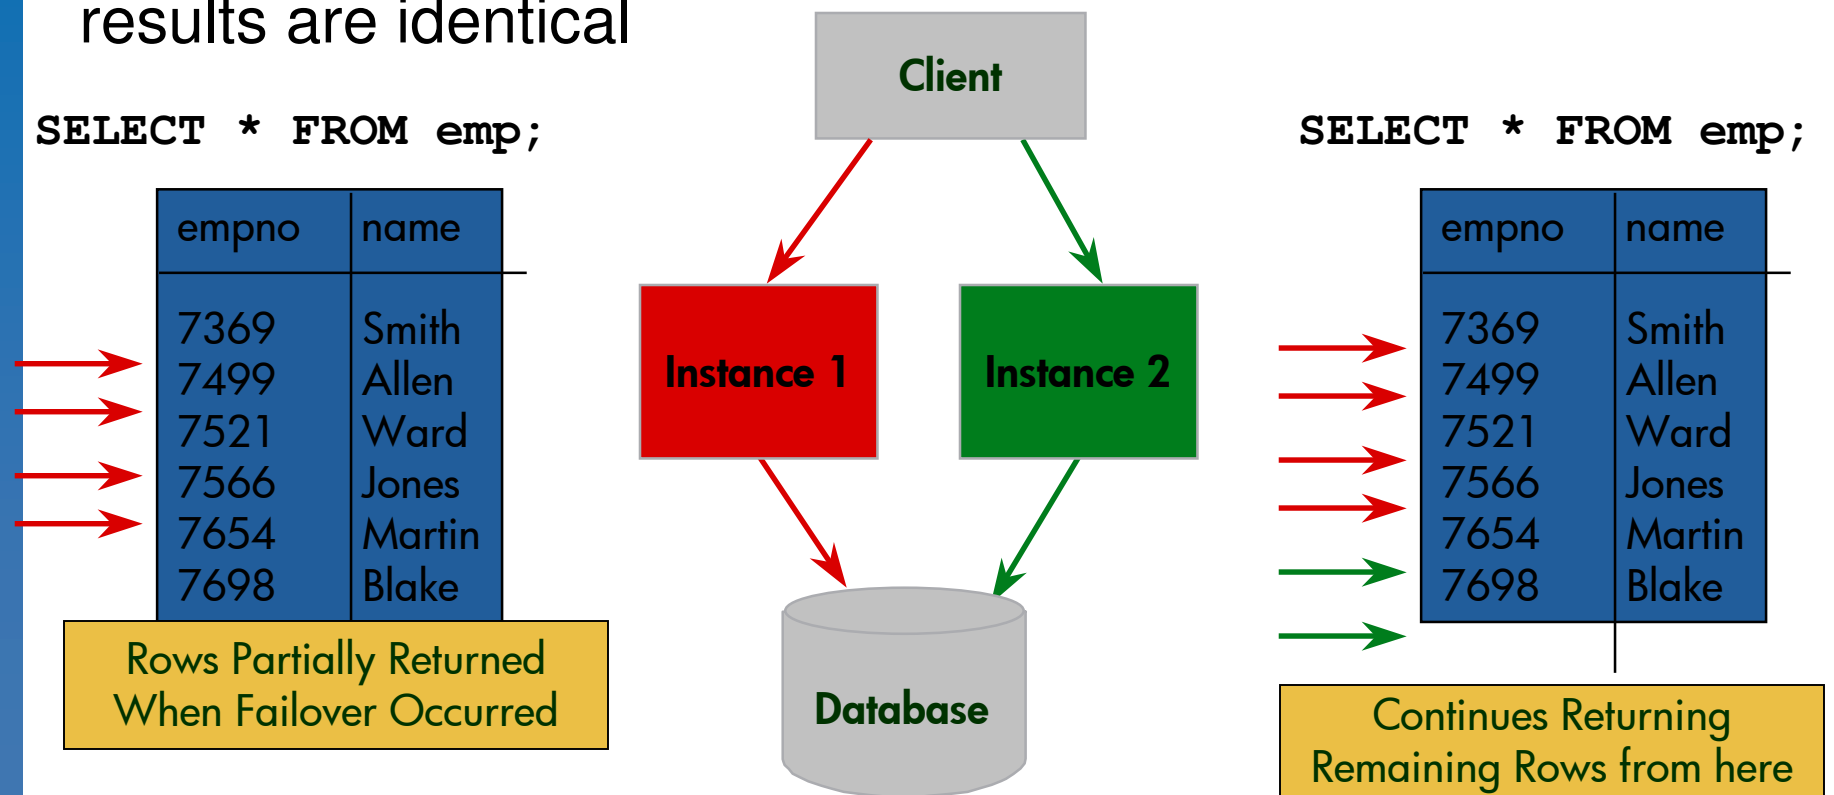 results are identical
SELECT * FROM emp;
empno name
7369 Smith
7499 Allen
7521 Ward
7566 Jones
7654 Martin
7698 Blake
Rows Partially Returned
When Failover Occurred
Client
Instance 1
Instance 2
Database
SELECT * FROM emp;
empno name
7369 Smith
7499 Allen
7521 Ward
7566 Jones
7654 Martin
7698 Blake
Continues Returning
Remaining Rows from here